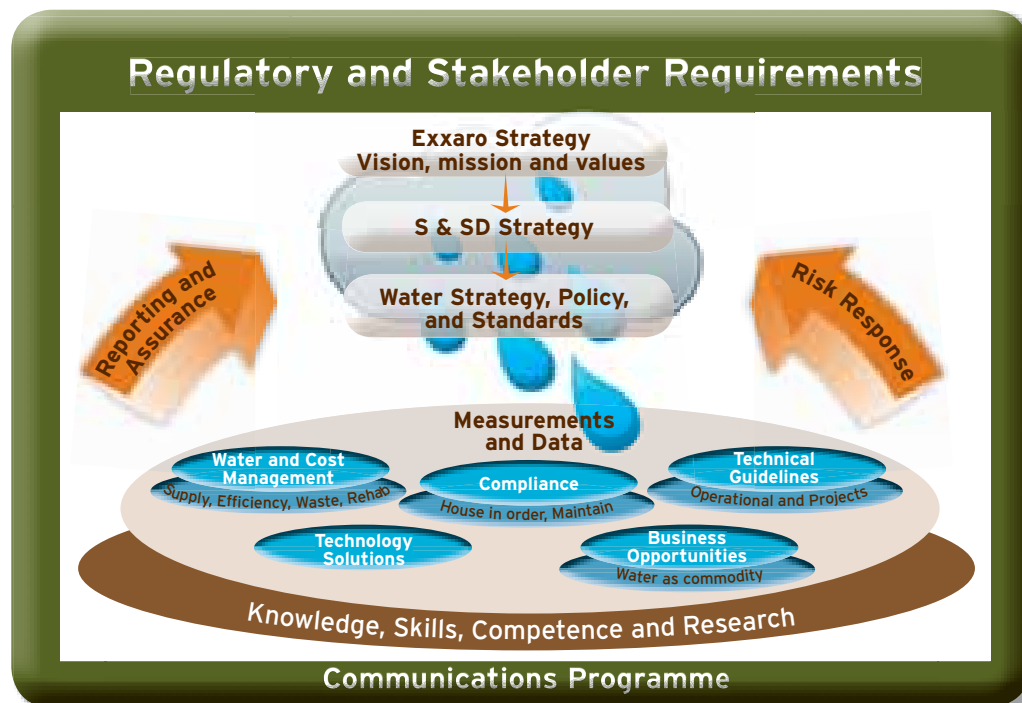 Regulatory and Stakeholder Requirements
Exxaro Strategy
Vision, mission and values
S & SD Strategy
Water Strategy, Policy,
and Standards
Reporting and
Assurance
Risk Response
Measurements
and Data
Water and Cost
Management
Supply, Efficiency, Waste, Rehab
Compliance
House in order, Maintain
Technical
Guidelines
Operational and Projects
Technology
Solutions
Business
Opportunities
Water as commodity
Knowledge, Skills, Competence and Research
Communications Programme